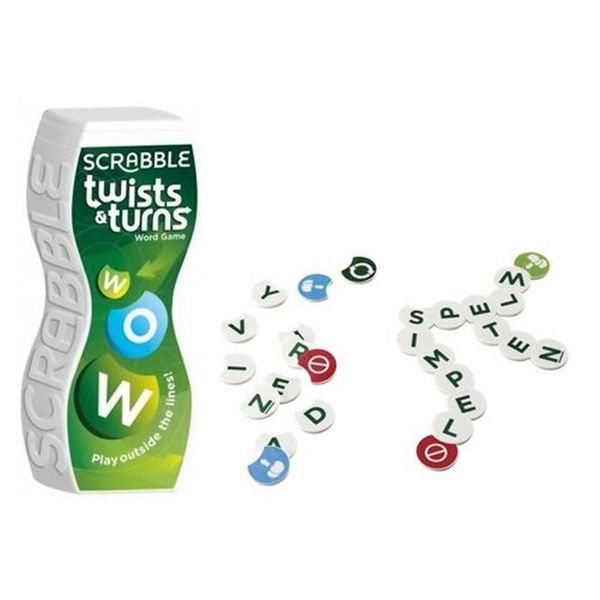 SCRABBLE
SCRABBLE
twists
&turns
Word Game
W
O
W
Play outside the lines!
Y
V
R
I
E
N
D
A
M
S P E L
I T E N
M
P
E
L